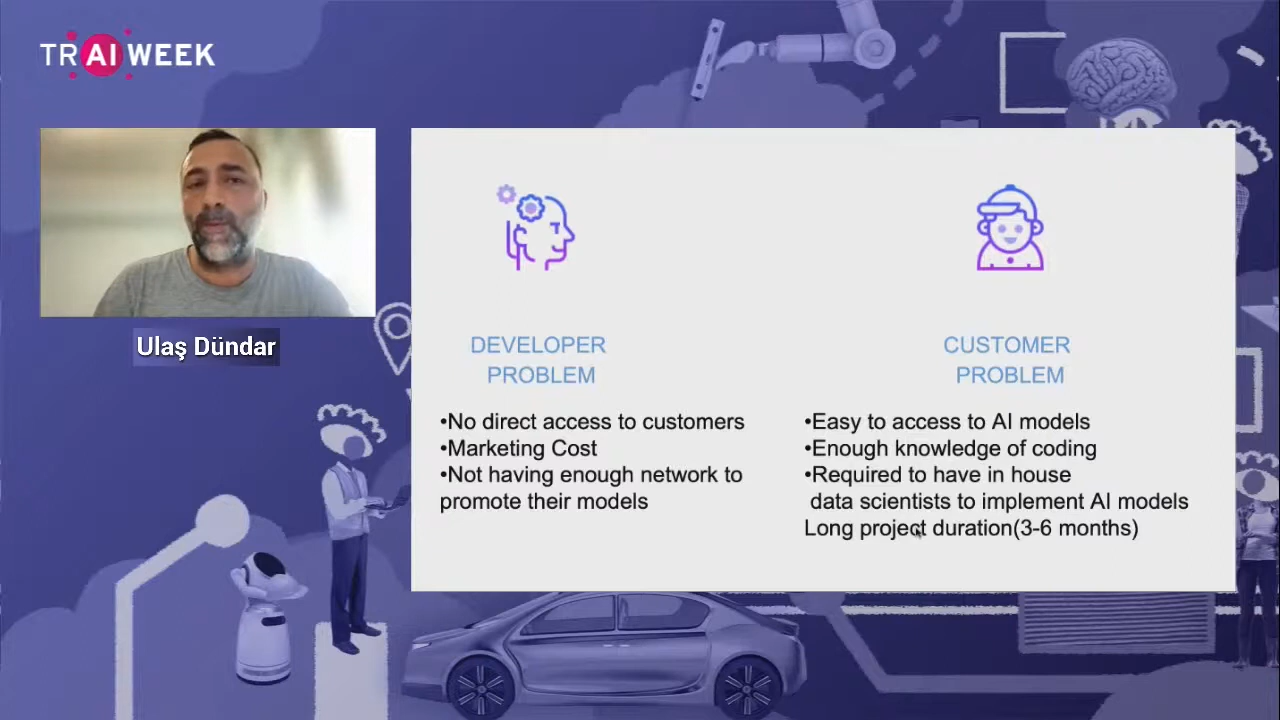 TRAIWEEK
Ulaş Dündar
DEVELOPER
PROBLEM
•No direct access to customers
•Marketing Cost
•Not having enough network to
promote their models
CUSTOMER
PROBLEM
•Easy to access to AI models
•Enough knowledge of coding
•Required to have in house
data scientists to implement AI models
Long project duration(3-6 months)